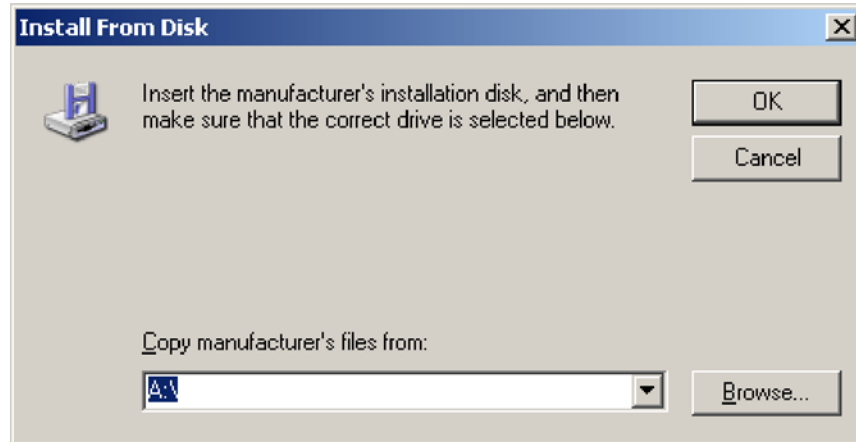 Install From Disk
Insert the manufacturer's installation disk, and then
make sure that the correct drive is selected below.
OK
Cancel
Copy manufacturer's files from:
A:\
Browse...